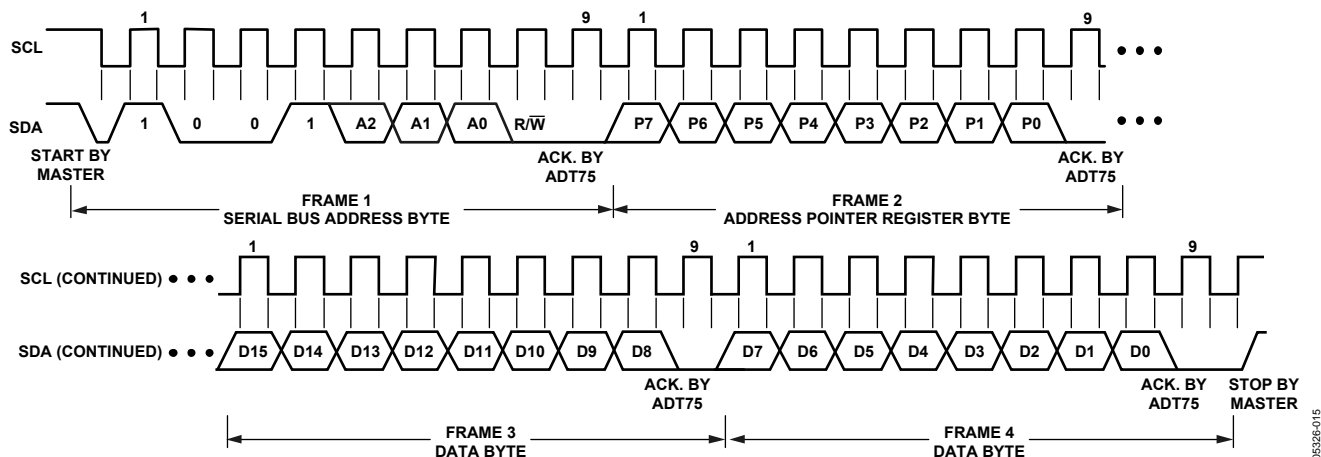 1 9 1 9
SCL
SDA 1 0 0 1 A2 A1 A0 R/W̅ P7 P6 P5 P4 P3 P2 P1 P0
START BY MASTER
ACK. BY ADT75
ACK. BY ADT75
FRAME 1
SERIAL BUS ADDRESS BYTE
FRAME 2
ADDRESS POINTER REGISTER BYTE
1 9 1 9
SCL (CONTINUED)
SDA (CONTINUED) D15 D14 D13 D12 D11 D10 D9 D8 D7 D6 D5 D4 D3 D2 D1 D0
ACK. BY ADT75
ACK. BY ADT75
STOP BY MASTER
FRAME 3
DATA BYTE
FRAME 4
DATA BYTE
05326-015